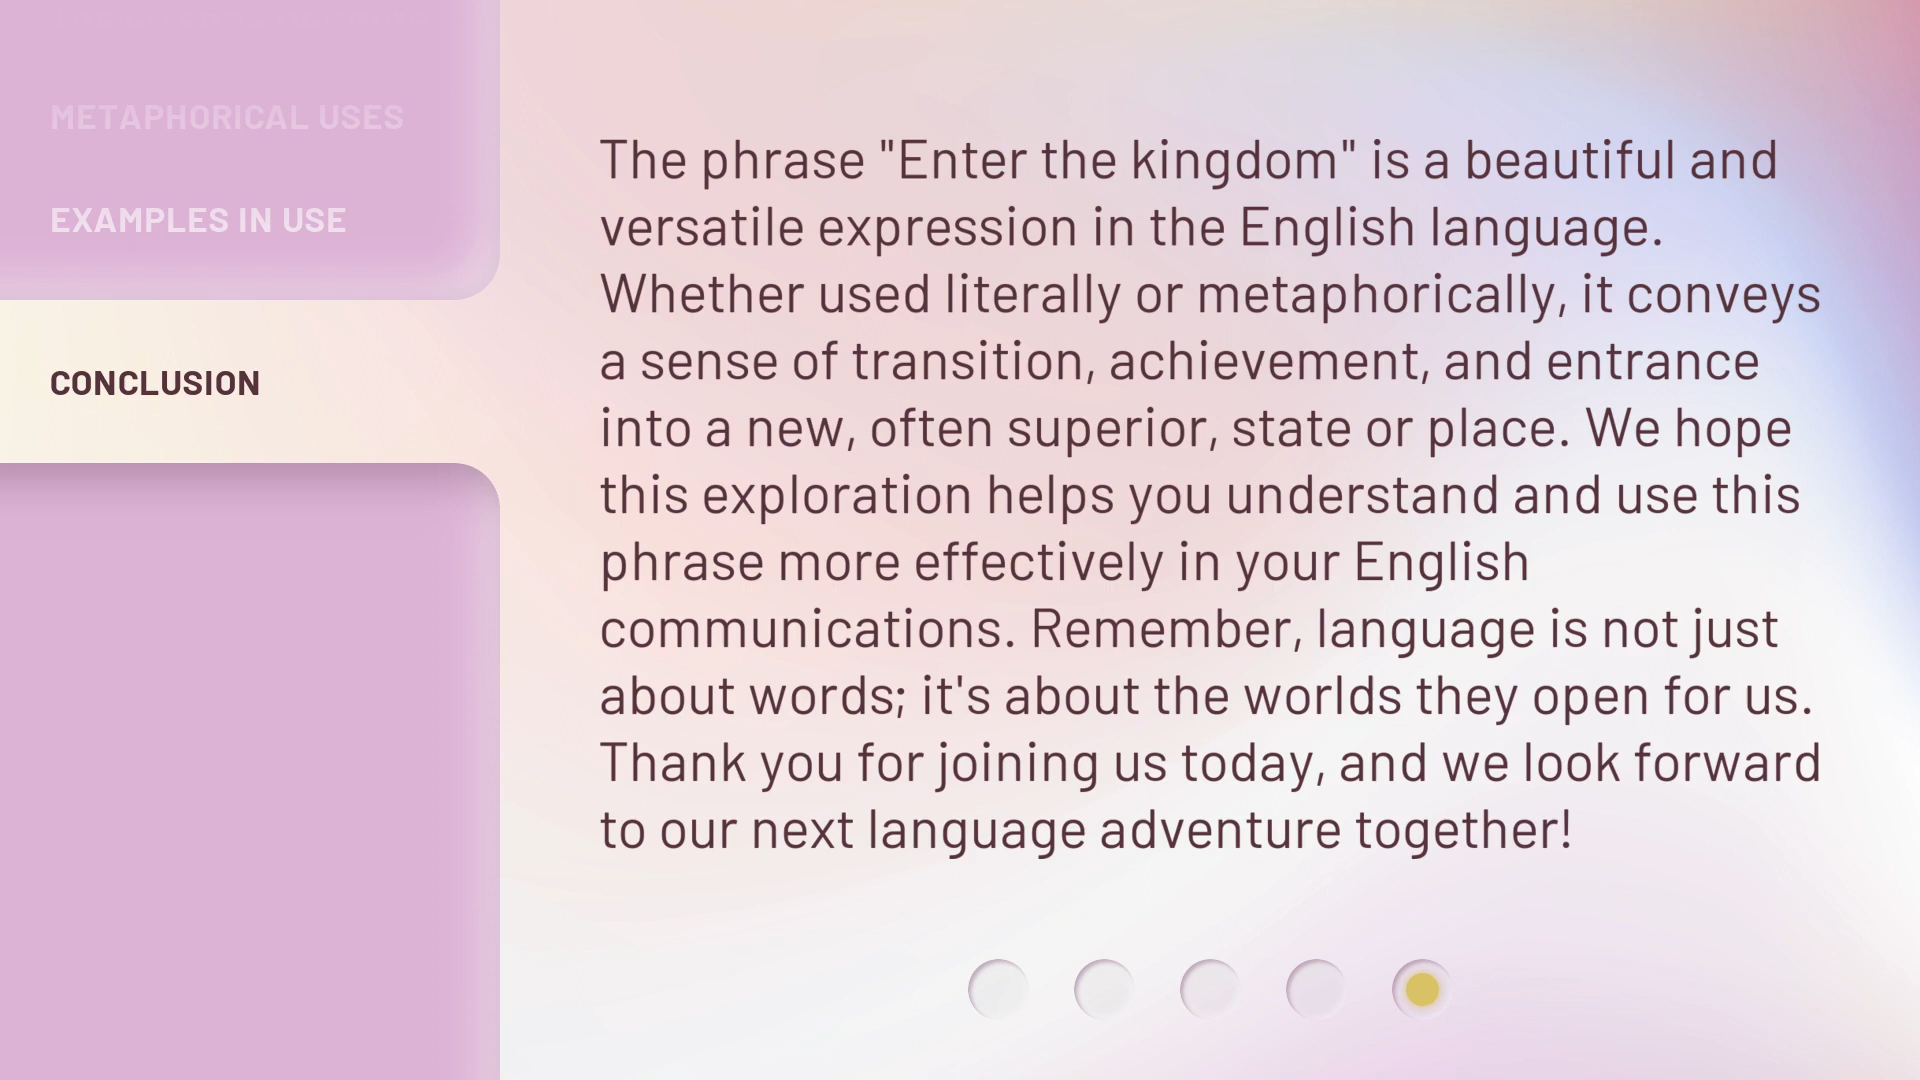 METAPHORICAL USES
EXAMPLES IN USE
CONCLUSION
The phrase "Enter the kingdom" is a beautiful and
versatile expression in the English language.
Whether used literally or metaphorically, it conveys
a sense of transition, achievement, and entrance
into a new, often superior, state or place. We hope
this exploration helps you understand and use this
phrase more effectively in your English
communications. Remember, language is not just
about words; it's about the worlds they open for us.
Thank you for joining us today, and we look forward
to our next language adventure together!